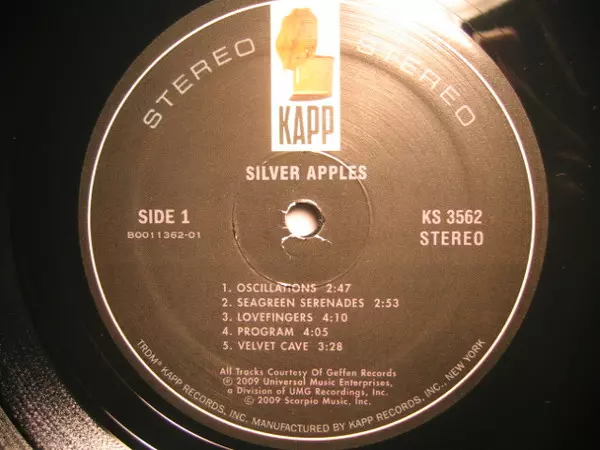 STEREO STEREO
KAPP
SILVER APPLES
SIDE 1 KS 3562
B0011362-01 STEREO
1. OSCILLATIONS 2:47
2. SEAGREEN SERENADES 2:53
3. LOVEFINGERS 4:10
4. PROGRAM 4:05
5. VELVET CAVE 3:28
All Tracks Courtesy Of Geffen Records
℗ 2009 Universal Music Enterprises,
a Division of UMG Recordings, Inc.
© 2009 Scorpio Music, Inc.
TRDM® KAPP RECORDS, INC. MANUFACTURED BY KAPP RECORDS, INC., NEW YORK